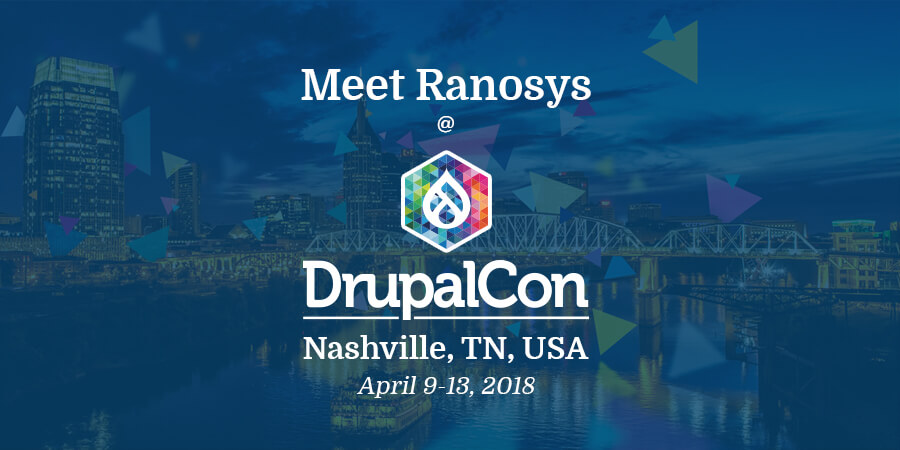 Meet Ranosys
@
DrupalCon
Nashville, TN, USA
April 9-13, 2018